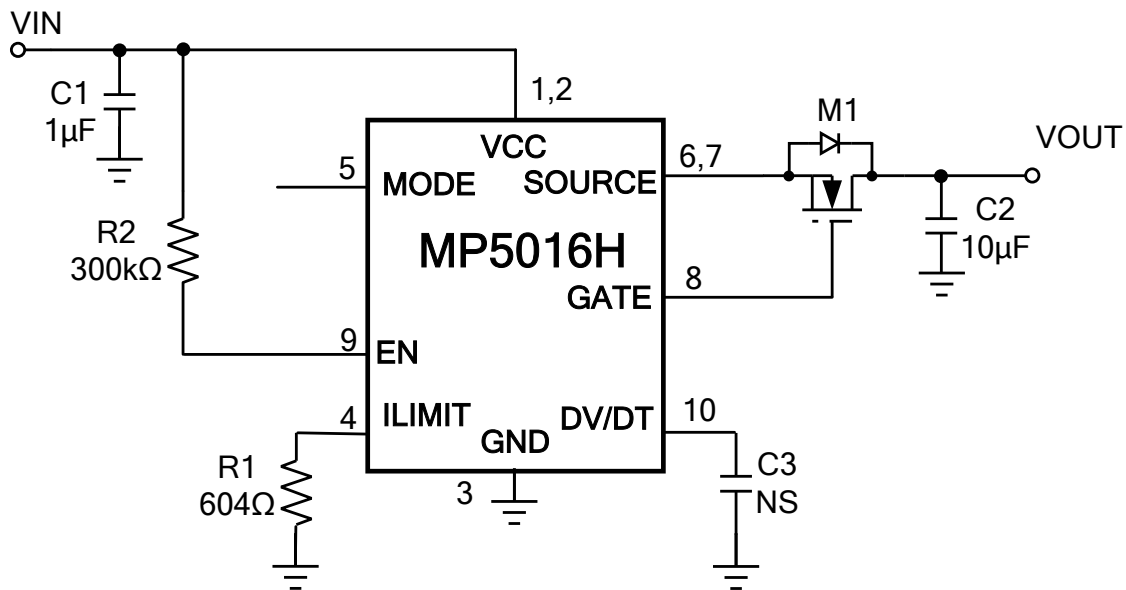 VIN
C1
1µF
1,2
VCC
M1
VOUT
5
MODE
SOURCE
6,7
R2
300kΩ
MP5016H
C2
10µF
GATE
8
9
EN
4
ILIMIT
DV/DT
10
GND
R1
604Ω
3
C3
NS